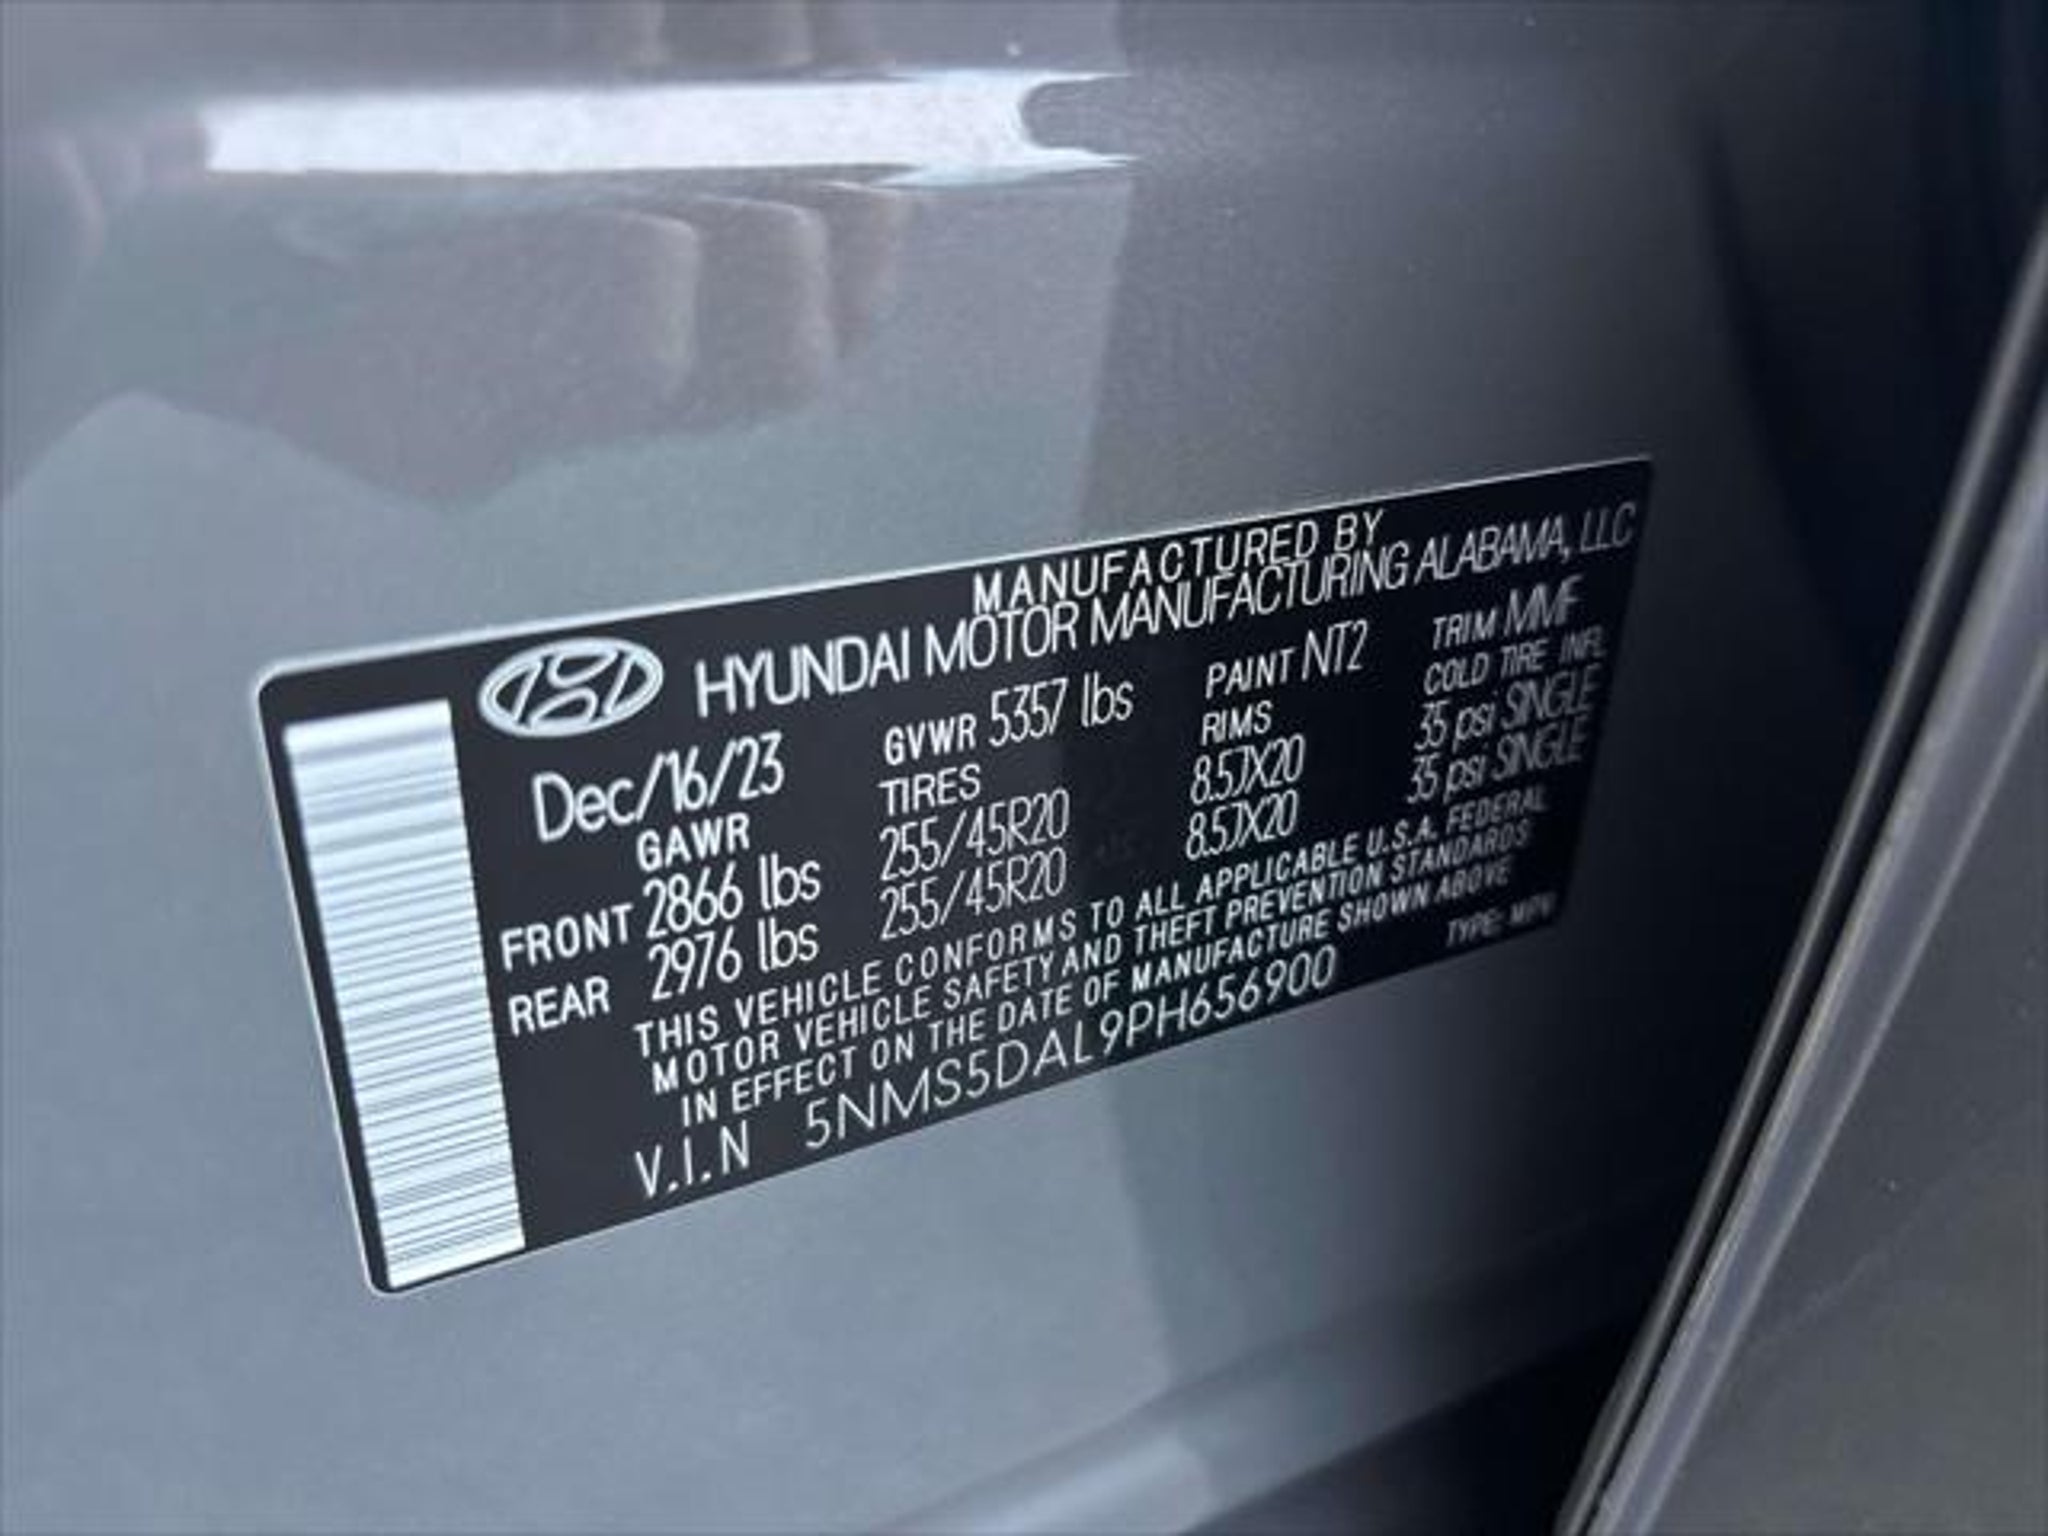 MANUFACTURED BY
HYUNDAI MOTOR MANUFACTURING ALABAMA, LLC
Dec/16/23 GVWR 5357 lbs PAINT NT2 TRIM MMF
GAWR TIRES RIMS COLD TIRE INFL
FRONT 2866 lbs 255/45R20 8.5JX20 35 psi SINGLE
REAR 2976 lbs 255/45R20 8.5JX20 35 psi SINGLE
THIS VEHICLE CONFORMS TO ALL APPLICABLE U.S.A. FEDERAL
MOTOR VEHICLE SAFETY AND THEFT PREVENTION STANDARDS
IN EFFECT ON THE DATE OF MANUFACTURE SHOWN ABOVE
V.I.N 5NMS5DAL9PH656900 TYPE: MPV